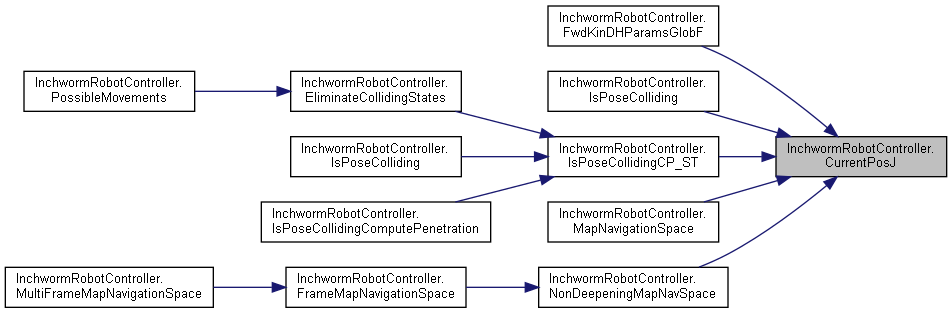 InchwormRobotController.
FwdKinDHParamsGlobF
InchwormRobotController.
PossibleMovements
InchwormRobotController.
EliminateCollidingStates
InchwormRobotController.
IsPoseColliding
InchwormRobotController.
IsPoseColliding
InchwormRobotController.
IsPoseCollidingCP_ST
InchwormRobotController.
CurrentPosJ
InchwormRobotController.
IsPoseCollidingComputePenetration
InchwormRobotController.
MapNavigationSpace
InchwormRobotController.
MultiFrameMapNavigationSpace
InchwormRobotController.
FrameMapNavigationSpace
InchwormRobotController.
NonDeepeningMapNavSpace